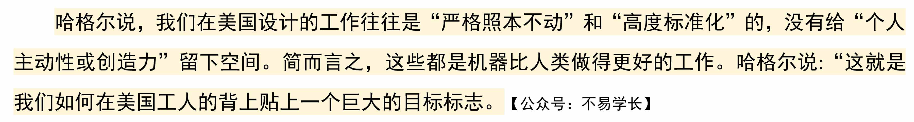 哈格尔说，我们在美国设计的工作往往是“严格照本不动”和“高度标准化”的，没有给“个人
主动性或创造力”留下空间。简而言之，这些都是机器比人类做得更好的工作。哈格尔说：“这就是
我们如何在美国工人的背上贴上一个巨大的目标标志。【公众号：不易学长】